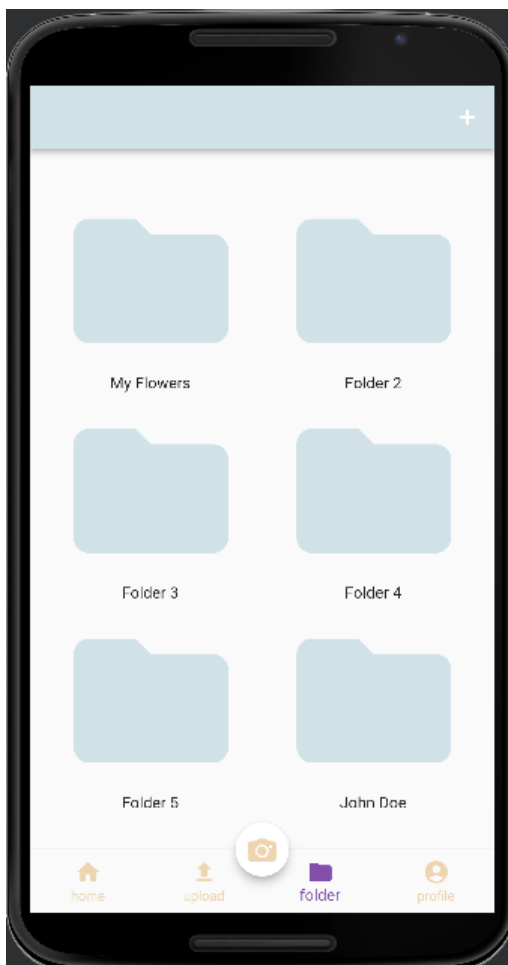 +
My Flowers Folder 2
Folder 3 Folder 4
Folder 5 John Doe
home upload folder profile